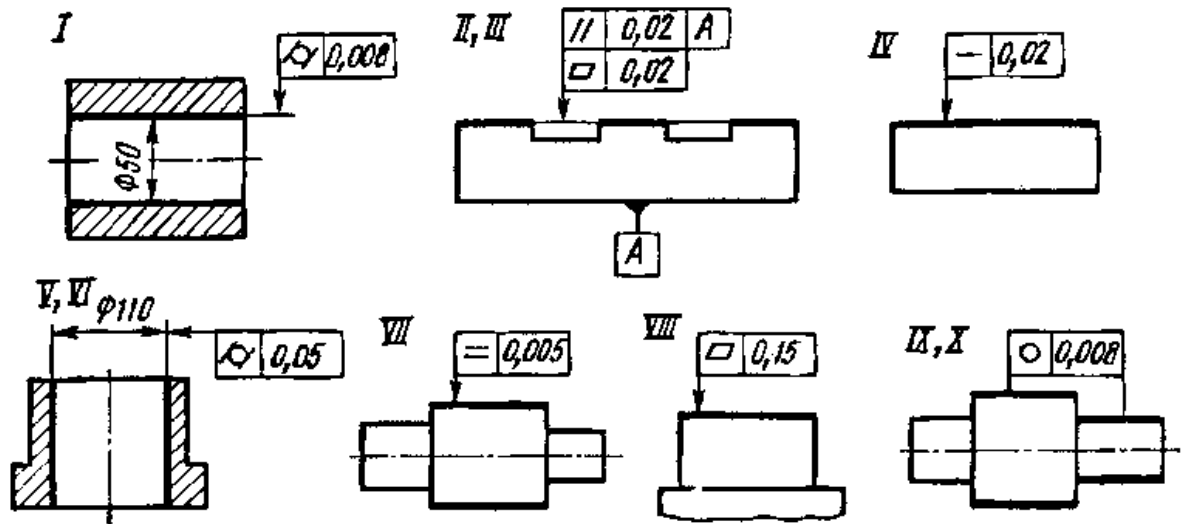 I
⌭ 0,008
Ф50
II, III
// 0,02 A
⏥ 0,02
A
IV
— 0,02
V, VI
Ф110
⌭ 0,05
VII
= 0,005
VIII
⏥ 0,15
IX, X
○ 0,008